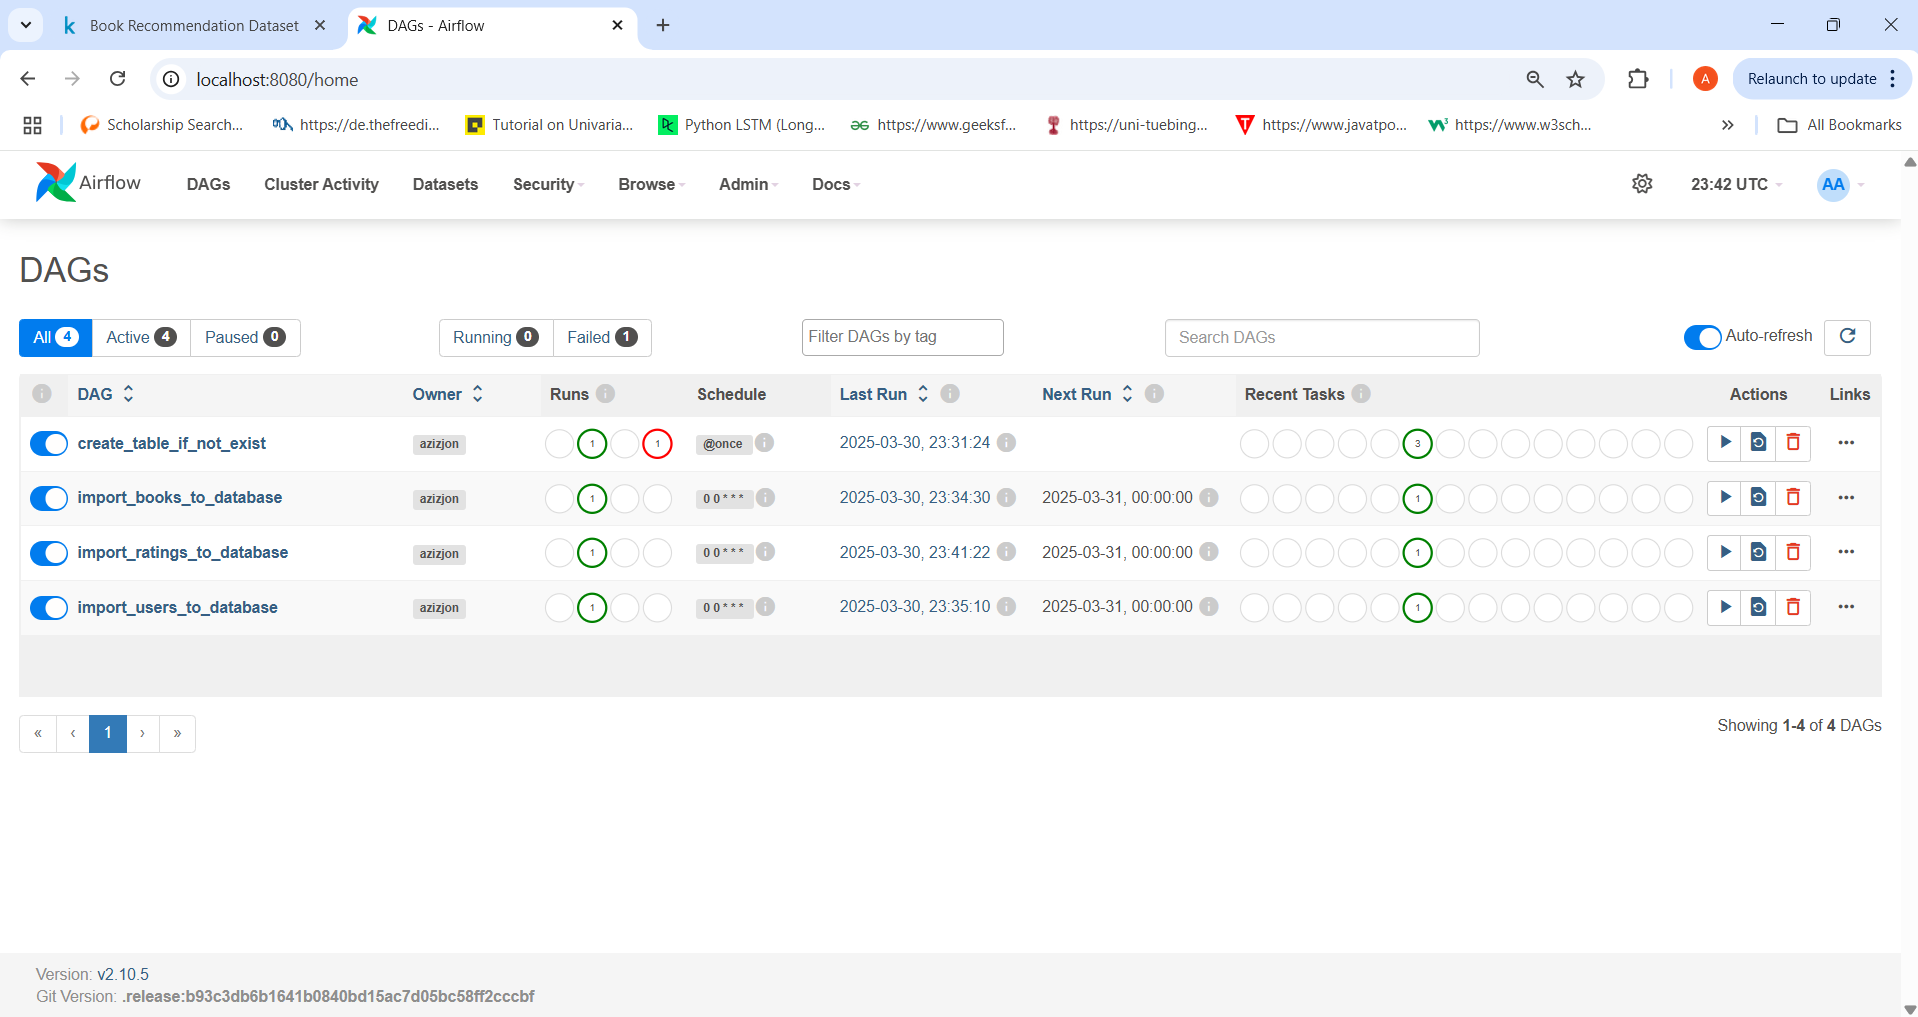 Book Recommendation Dataset
DAGs - Airflow
localhost:8080/home
A
Relaunch to update
Scholarship Search...
https://de.thefreedi...
Tutorial on Univaria...
Python LSTM (Long...
https://www.geeksf...
https://uni-tuebing...
https://www.javatpo...
https://www.w3sch...
All Bookmarks
Airflow
DAGs
Cluster Activity
Datasets
Security
Browse
Admin
Docs
23:42 UTC
AA
DAGs
All 4
Active 4
Paused 0
Running 0
Failed 1
Filter DAGs by tag
Search DAGs
Auto-refresh
DAG Owner Runs Schedule Last Run Next Run Recent Tasks Actions Links
create_table_if_not_exist azizjon 1 1 @once 2025-03-30, 23:31:24 3
import_books_to_database azizjon 1 0 0 * * * 2025-03-30, 23:34:30 2025-03-31, 00:00:00 1
import_ratings_to_database azizjon 1 0 0 * * * 2025-03-30, 23:41:22 2025-03-31, 00:00:00 1
import_users_to_database azizjon 1 0 0 * * * 2025-03-30, 23:35:10 2025-03-31, 00:00:00 1
« ‹ 1 › »
Showing 1-4 of 4 DAGs
Version: v2.10.5
Git Version: .release:b93c3db6b1641b0840bd15ac7d05bc58ff2cccbf